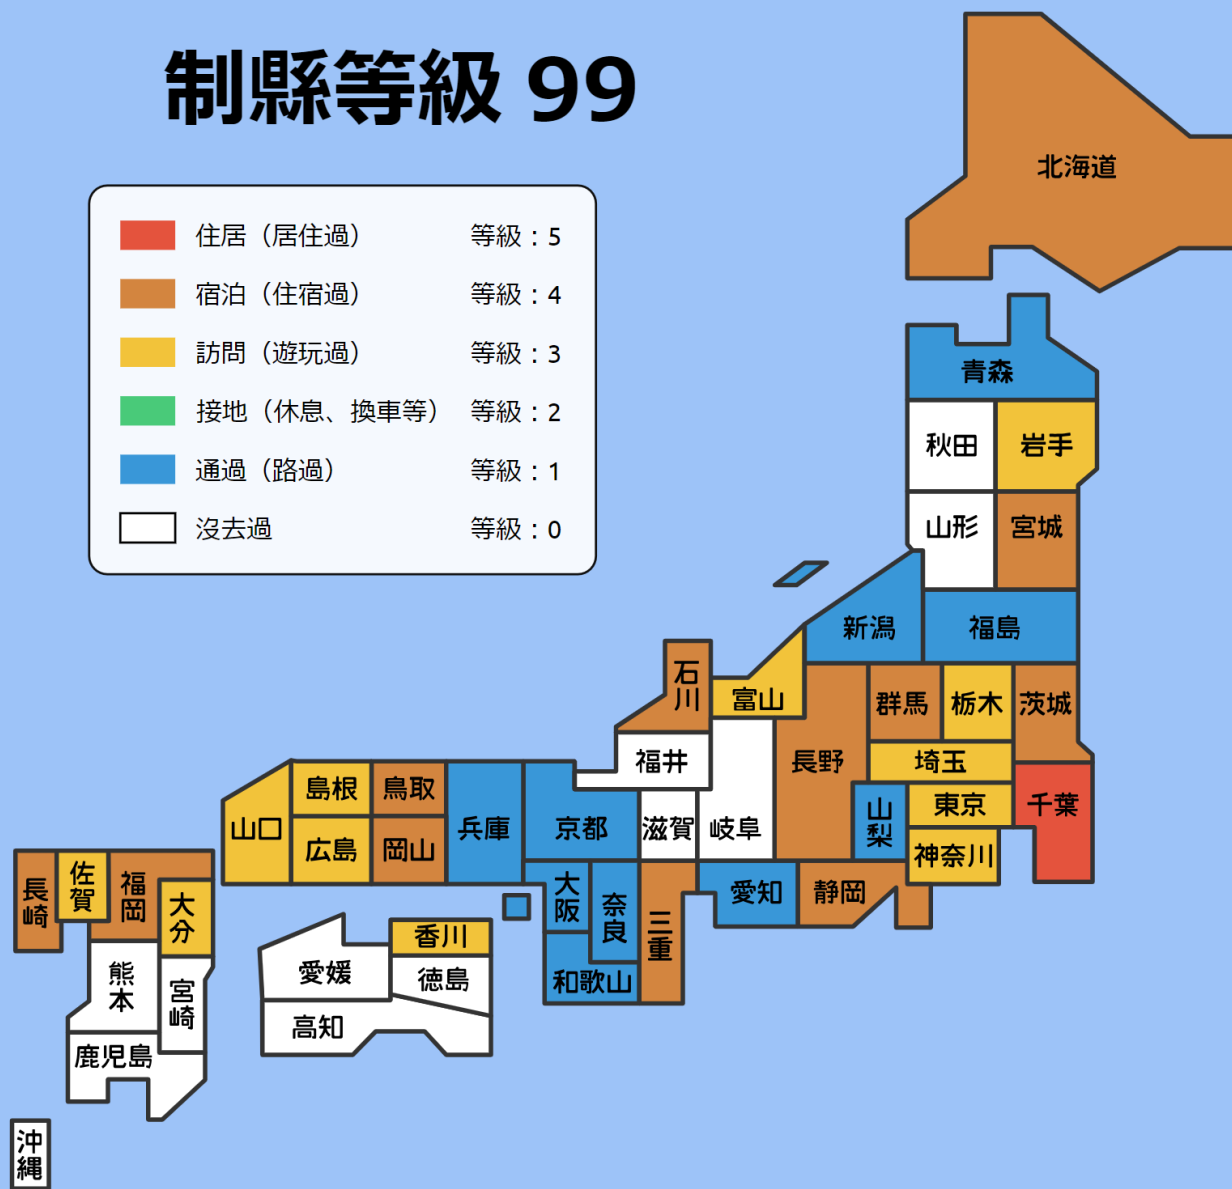 制縣等級 99
住居（居住過） 等級：5
宿泊（住宿過） 等級：4
訪問（遊玩過） 等級：3
接地（休息、換車等） 等級：2
通過（路過） 等級：1
沒去過 等級：0
北海道
青森
秋田
岩手
山形
宮城
新潟
福島
石川
富山
群馬
栃木
茨城
福井
長野
埼玉
島根
鳥取
山梨
東京
千葉
山口
広島
岡山
兵庫
京都
滋賀
岐阜
神奈川
長崎
佐賀
福岡
大分
大阪
奈良
三重
愛知
静岡
香川
熊本
愛媛
徳島
和歌山
宮崎
高知
鹿児島
沖縄